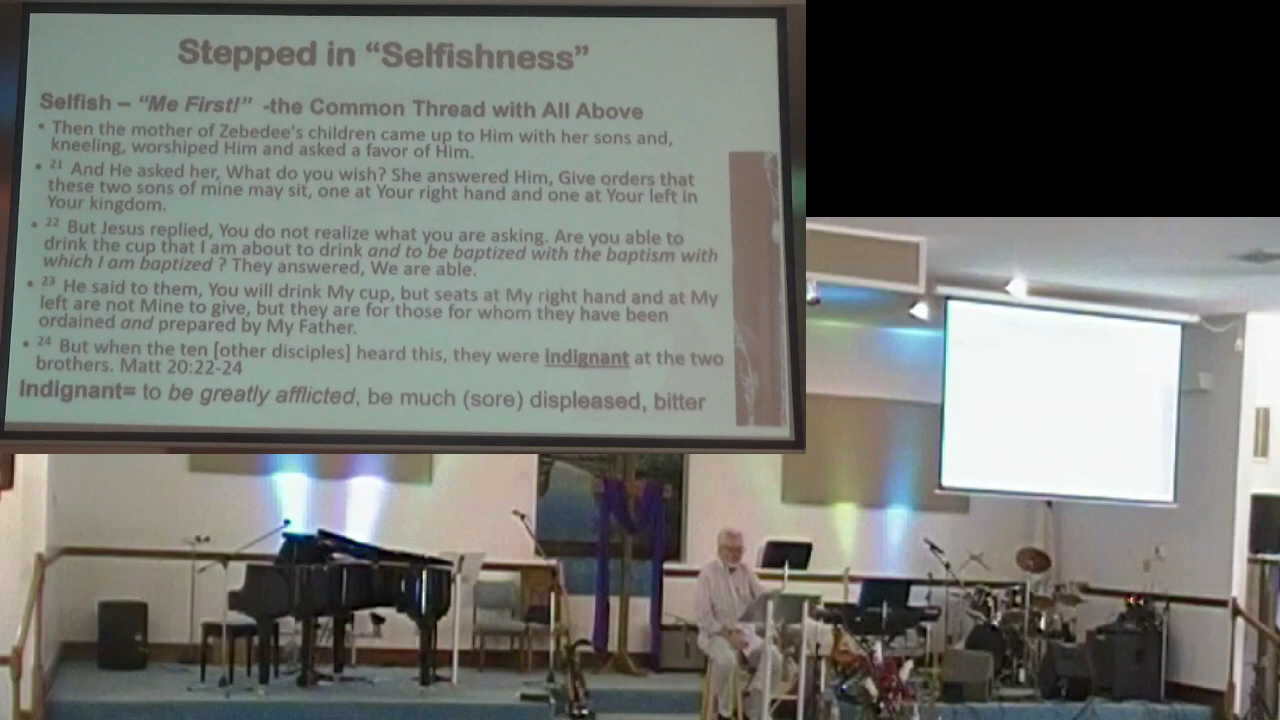 Stepped in “Selfishness”
Selfish – “Me First!” -the Common Thread with All Above
• Then the mother of Zebedee's children came up to Him with her sons and,
kneeling, worshiped Him and asked a favor of Him.
• 21 And He asked her, What do you wish? She answered Him, Give orders that
these two sons of mine may sit, one at Your right hand and one at Your left in
Your kingdom.
• 22 But Jesus replied, You do not realize what you are asking. Are you able to
drink the cup that I am about to drink and to be baptized with the baptism with
which I am baptized ? They answered, We are able.
• 23 He said to them, You will drink My cup, but seats at My right hand and at My
left are not Mine to give, but they are for those for whom they have been
ordained and prepared by My Father.
• 24 But when the ten [other disciples] heard this, they were Indignant at the two
brothers. Matt 20:22-24
Indignant= to be greatly afflicted, be much (sore) displeased, bitter